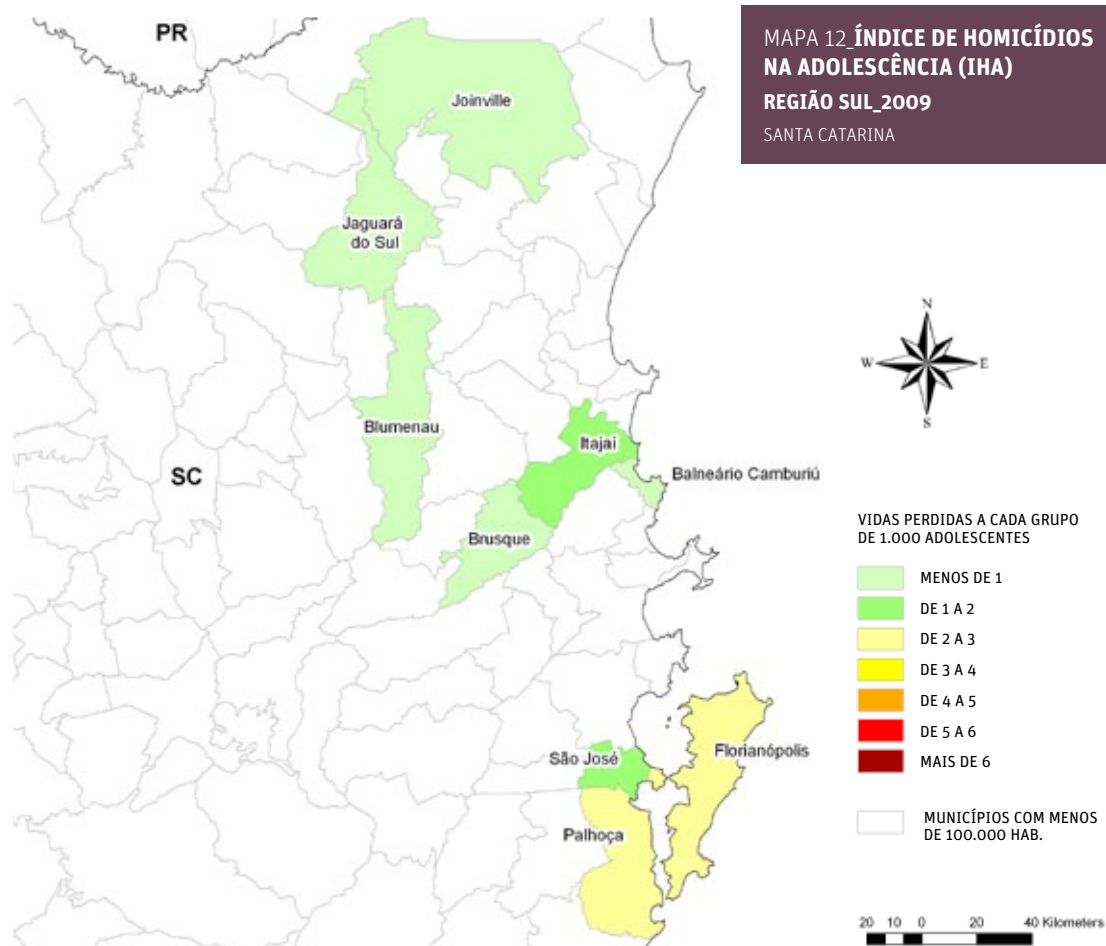 MAPA 12_ÍNDICE DE HOMICÍDIOS
NA ADOLESCÊNCIA (IHA)
REGIÃO SUL_2009
SANTA CATARINA
PR
Joinville
Jaguará
do Sul
Blumenau
Itajai
Balneário Camburiú
SC
Brusque
São José
Florianópolis
Palhoça
N
W
E
S
VIDAS PERDIDAS A CADA GRUPO
DE 1.000 ADOLESCENTES
MENOS DE 1
DE 1 A 2
DE 2 A 3
DE 3 A 4
DE 4 A 5
DE 5 A 6
MAIS DE 6
MUNICÍPIOS COM MENOS
DE 100.000 HAB.
20 10 0 20 40 Kilometers